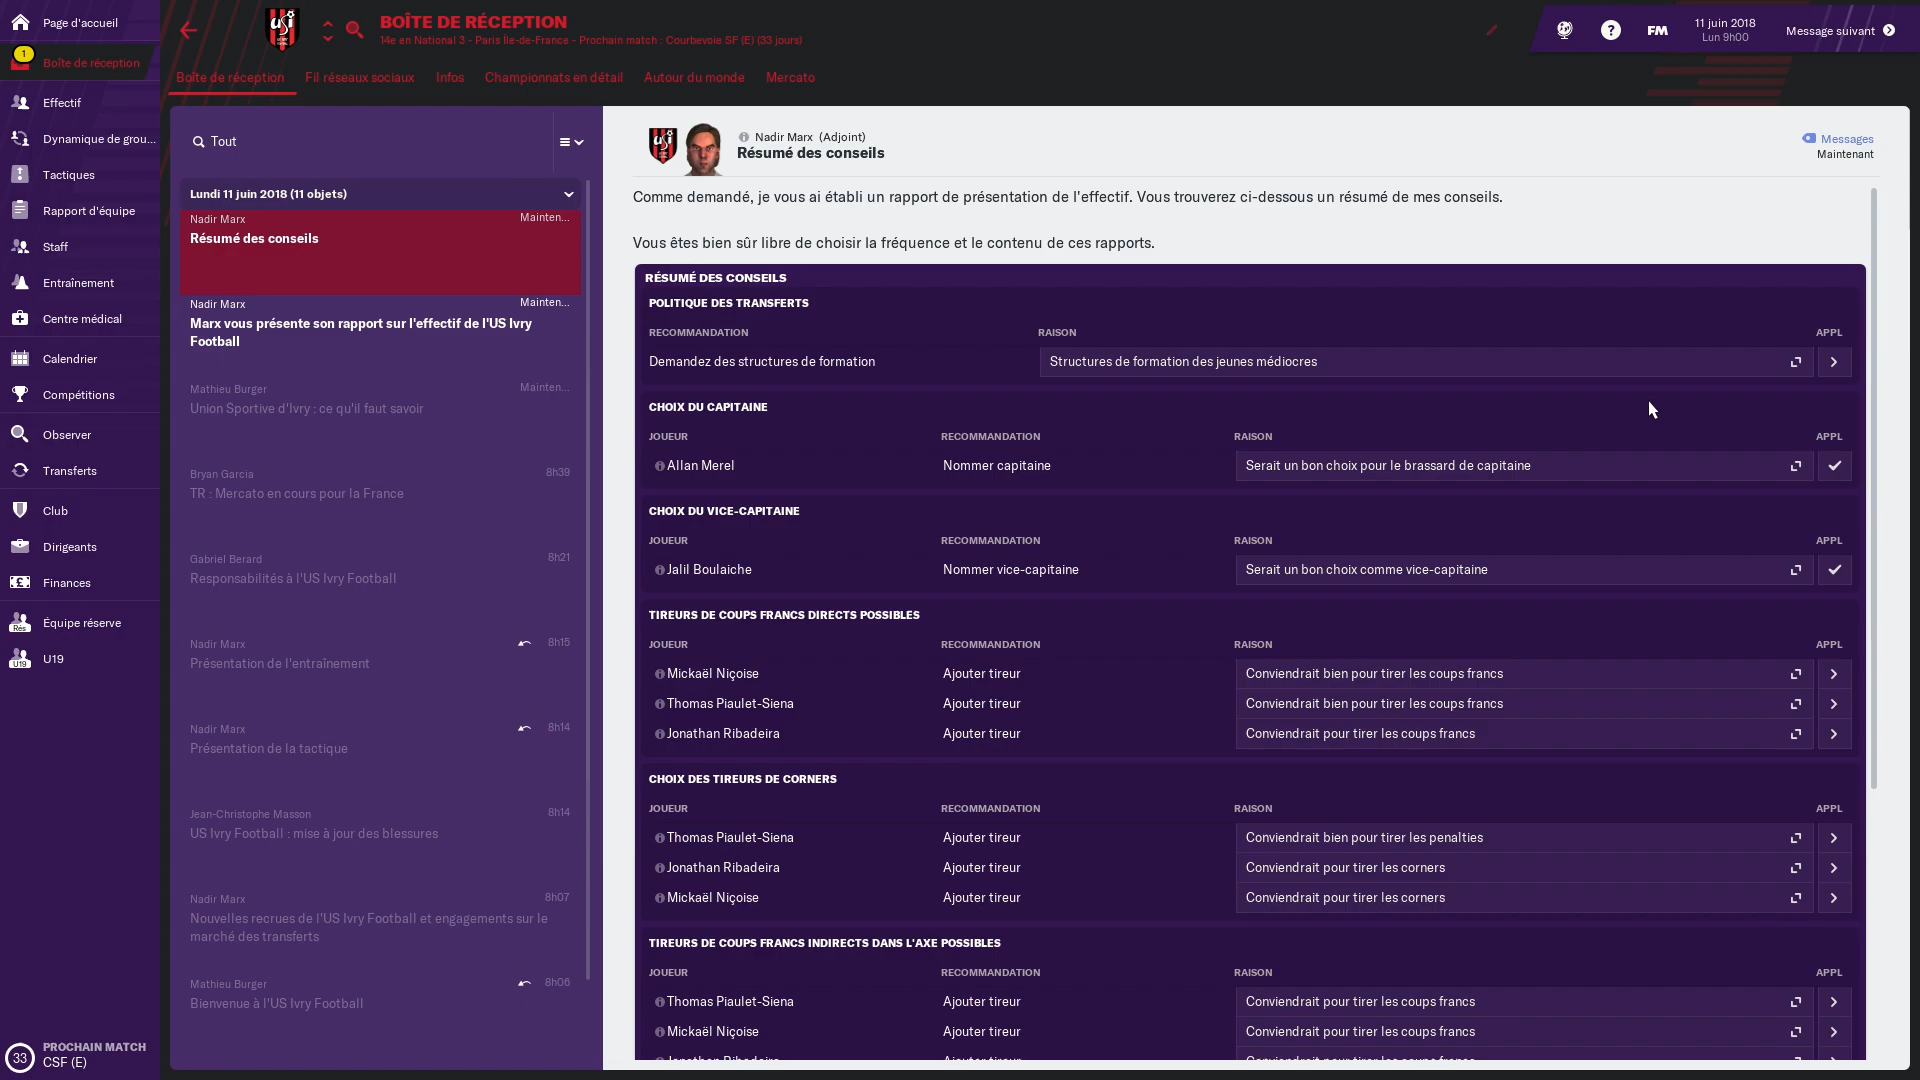 Page d'accueil
1
Boîte de réception
Effectif
Dynamique de grou...
Tactiques
Rapport d'équipe
Staff
Entraînement
Centre médical
Calendrier
Compétitions
Observer
Transferts
Club
Dirigeants
Finances
Rés
Équipe réserve
U19
U19
33
PROCHAIN MATCH
CSF (E)
BOÎTE DE RÉCEPTION
14e en National 3 - Paris Île-de-France - Prochain match : Courbevoie SF (E) (33 jours)
?
FM
11 juin 2018
Lun 9h00
Message suivant
Boîte de réception
Fil réseaux sociaux
Infos
Championnats en détail
Autour du monde
Mercato
Tout
Lundi 11 juin 2018 (11 objets)
Nadir Marx
Mainten...
Résumé des conseils
Nadir Marx
Mainten...
Marx vous présente son rapport sur l'effectif de l'US Ivry
Football
Mathieu Burger
Mainten...
Union Sportive d'Ivry : ce qu'il faut savoir
Bryan Garcia
8h39
TR : Mercato en cours pour la France
Gabriel Berard
8h21
Responsabilités à l'US Ivry Football
Nadir Marx
8h15
Présentation de l'entraînement
Nadir Marx
8h14
Présentation de la tactique
Jean-Christophe Masson
8h14
US Ivry Football : mise à jour des blessures
Nadir Marx
8h07
Nouvelles recrues de l'US Ivry Football et engagements sur le
marché des transferts
Mathieu Burger
8h06
Bienvenue à l'US Ivry Football
Nadir Marx (Adjoint)
Résumé des conseils
Messages
Maintenant
Comme demandé, je vous ai établi un rapport de présentation de l'effectif. Vous trouverez ci-dessous un résumé de mes conseils.
Vous êtes bien sûr libre de choisir la fréquence et le contenu de ces rapports.
RÉSUMÉ DES CONSEILS
POLITIQUE DES TRANSFERTS
RECOMMANDATION RAISON APPL
Demandez des structures de formation Structures de formation des jeunes médiocres
CHOIX DU CAPITAINE
JOUEUR RECOMMANDATION RAISON APPL
Allan Merel Nommer capitaine Serait un bon choix pour le brassard de capitaine
CHOIX DU VICE-CAPITAINE
JOUEUR RECOMMANDATION RAISON APPL
Jalil Boulaiche Nommer vice-capitaine Serait un bon choix comme vice-capitaine
TIREURS DE COUPS FRANCS DIRECTS POSSIBLES
JOUEUR RECOMMANDATION RAISON APPL
Mickaël Niçoise Ajouter tireur Conviendrait bien pour tirer les coups francs
Thomas Piaulet-Siena Ajouter tireur Conviendrait bien pour tirer les coups francs
Jonathan Ribadeira Ajouter tireur Conviendrait pour tirer les coups francs
CHOIX DES TIREURS DE CORNERS
JOUEUR RECOMMANDATION RAISON APPL
Thomas Piaulet-Siena Ajouter tireur Conviendrait bien pour tirer les penalties
Jonathan Ribadeira Ajouter tireur Conviendrait pour tirer les corners
Mickaël Niçoise Ajouter tireur Conviendrait pour tirer les corners
TIREURS DE COUPS FRANCS INDIRECTS DANS L'AXE POSSIBLES
JOUEUR RECOMMANDATION RAISON APPL
Thomas Piaulet-Siena Ajouter tireur Conviendrait pour tirer les coups francs
Mickaël Niçoise Ajouter tireur Conviendrait pour tirer les coups francs